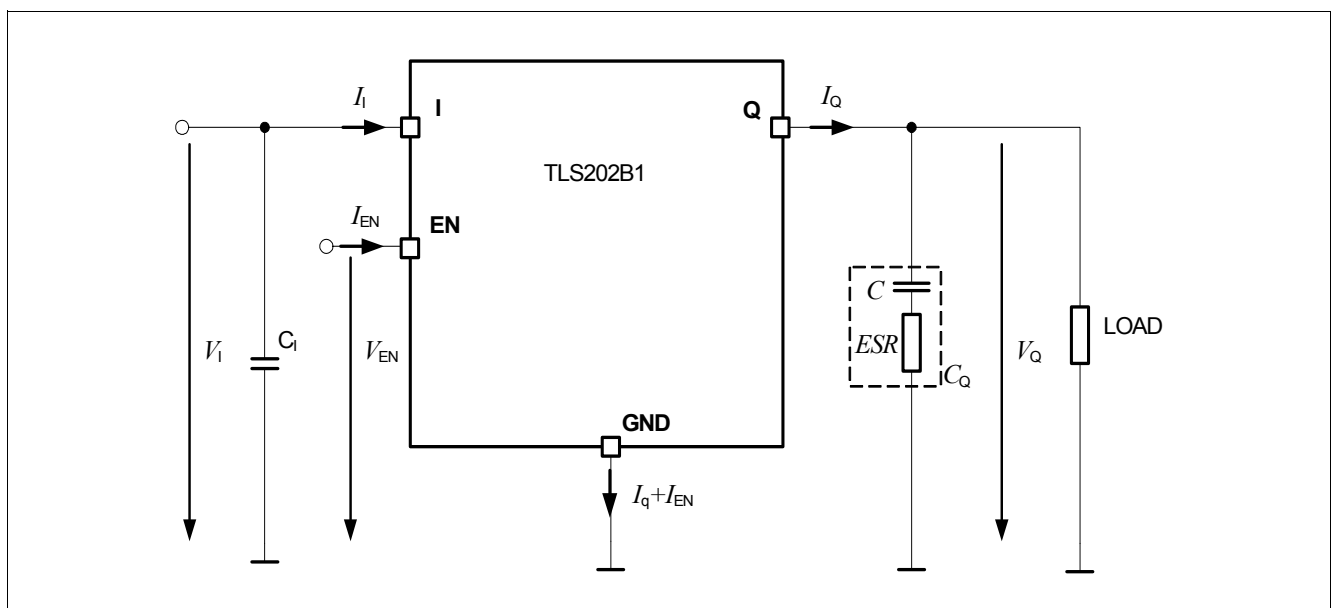 I_I
I
Q
I_Q
TLS202B1
I_EN
EN
C
LOAD
V_I
C_I
V_EN
ESR
V_Q
C_Q
GND
I_q+I_EN